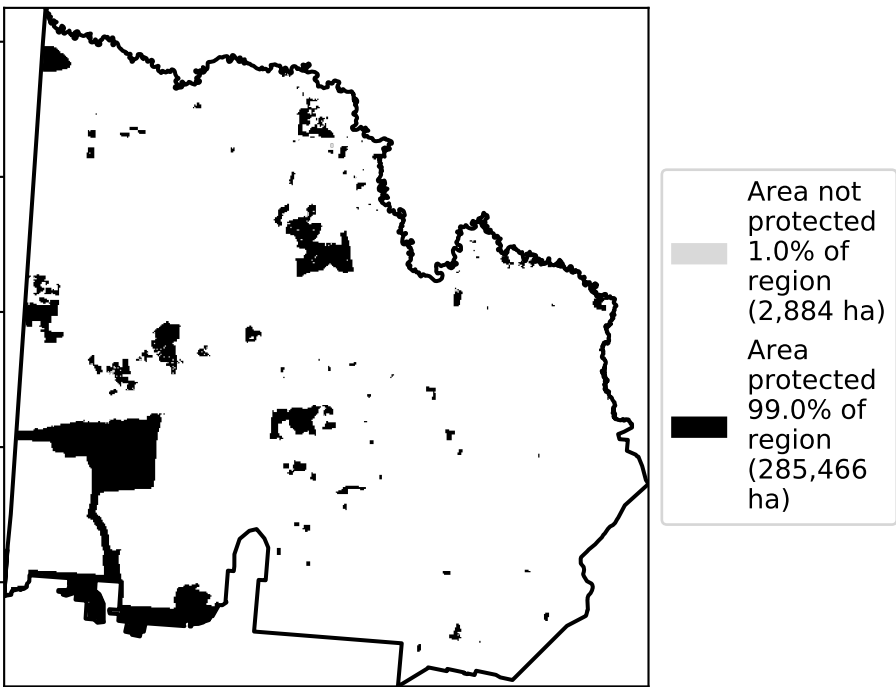 Area not
protected
1.0% of
region
(2,884 ha)
Area
protected
99.0% of
region
(285,466
ha)